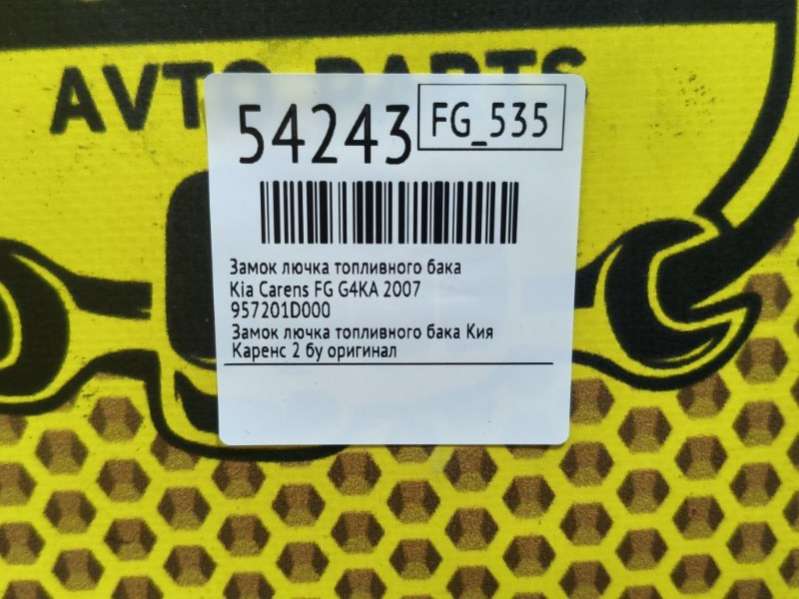 AVTO PARTS
54243
FG_535
Замок лючка топливного бака
Kia Carens FG G4KA 2007
957201D000
Замок лючка топливного бака Кия
Каренс 2 бу оригинал